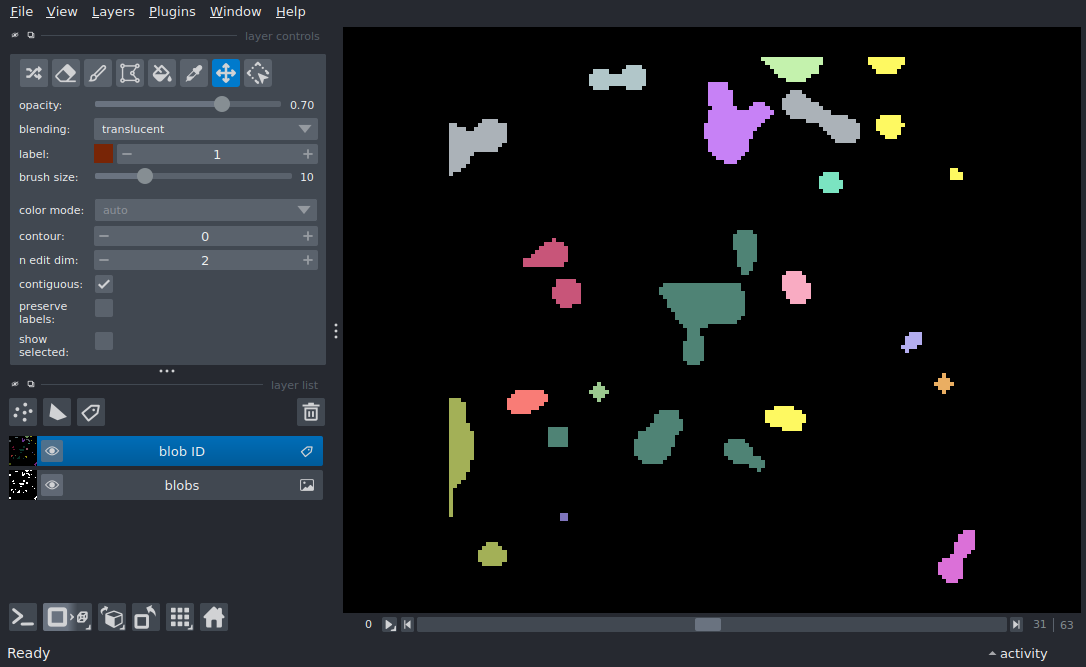 File View Layers Plugins Window Help
layer controls
opacity: 0.70
blending: translucent
label: 1
brush size: 10
color mode: auto
contour: 0
n edit dim: 2
contiguous:
preserve
labels:
show
selected:
layer list
blob ID
blobs
0 31 63
Ready activity